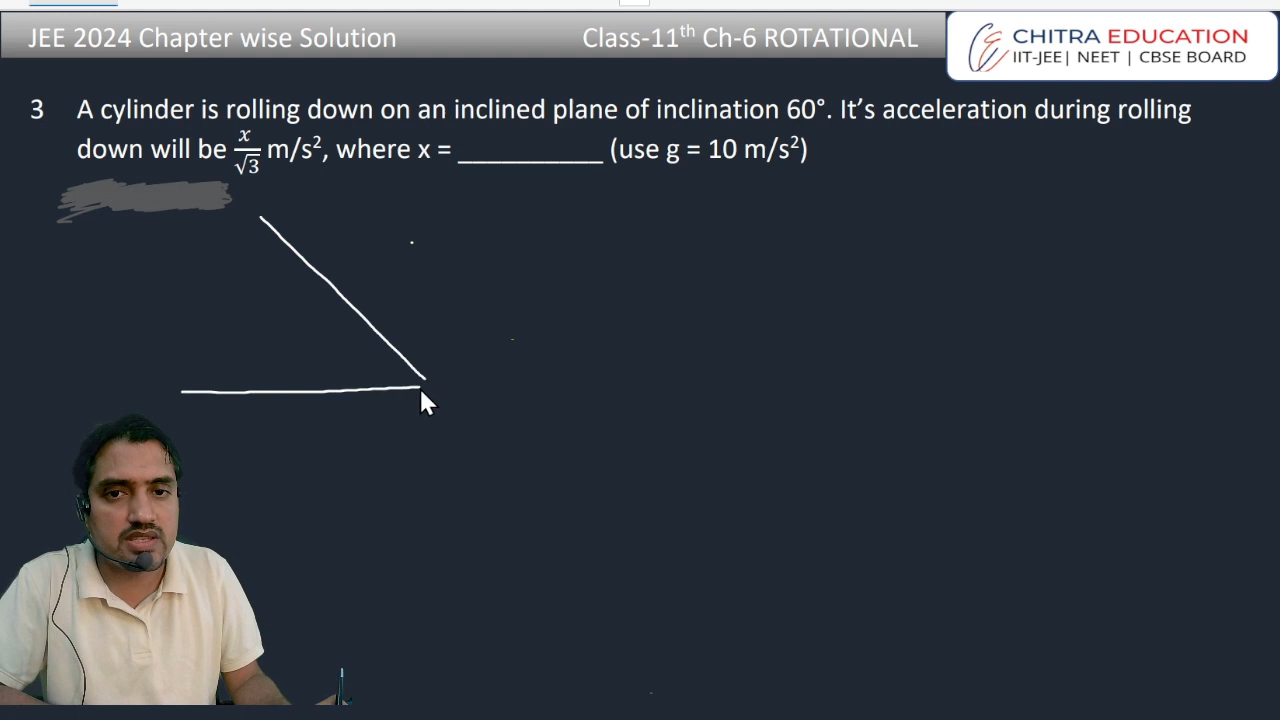 JEE 2024 Chapter wise Solution
Class-11th Ch-6 ROTATIONAL
CHITRA EDUCATION
IIT-JEE| NEET | CBSE BOARD
3 A cylinder is rolling down on an inclined plane of inclination 60°. It’s acceleration during rolling
down will be x/√3 m/s², where x = __________ (use g = 10 m/s²)